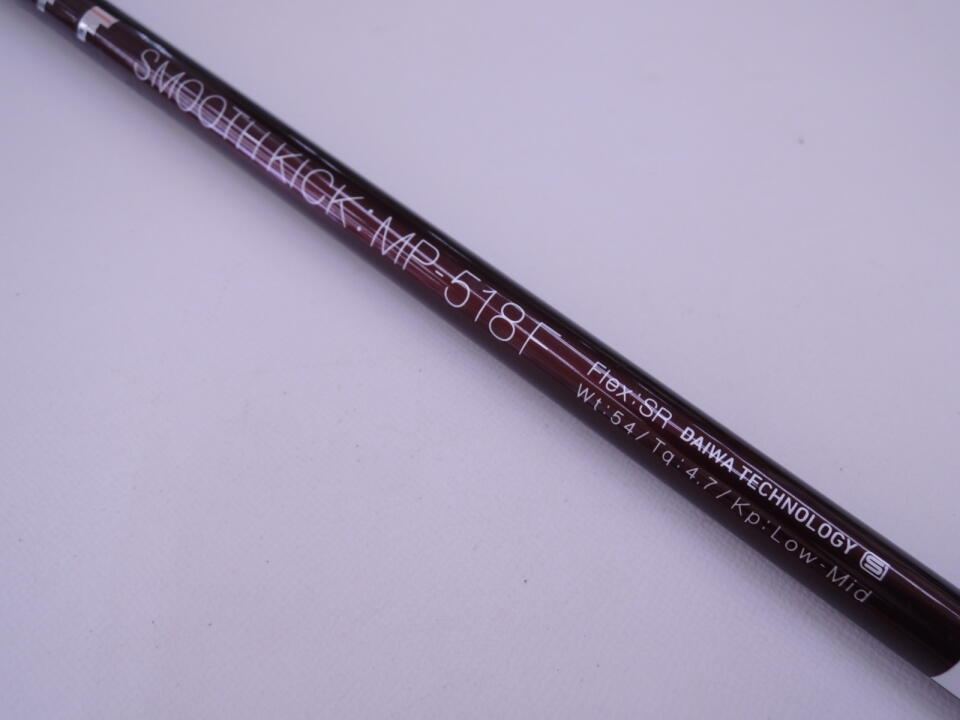 SMOOTH KICK:MP-518F
Flex:SR DAIWA TECHNOLOGY S
Wt:54/Tq:4.7/Kp:Low-Mid